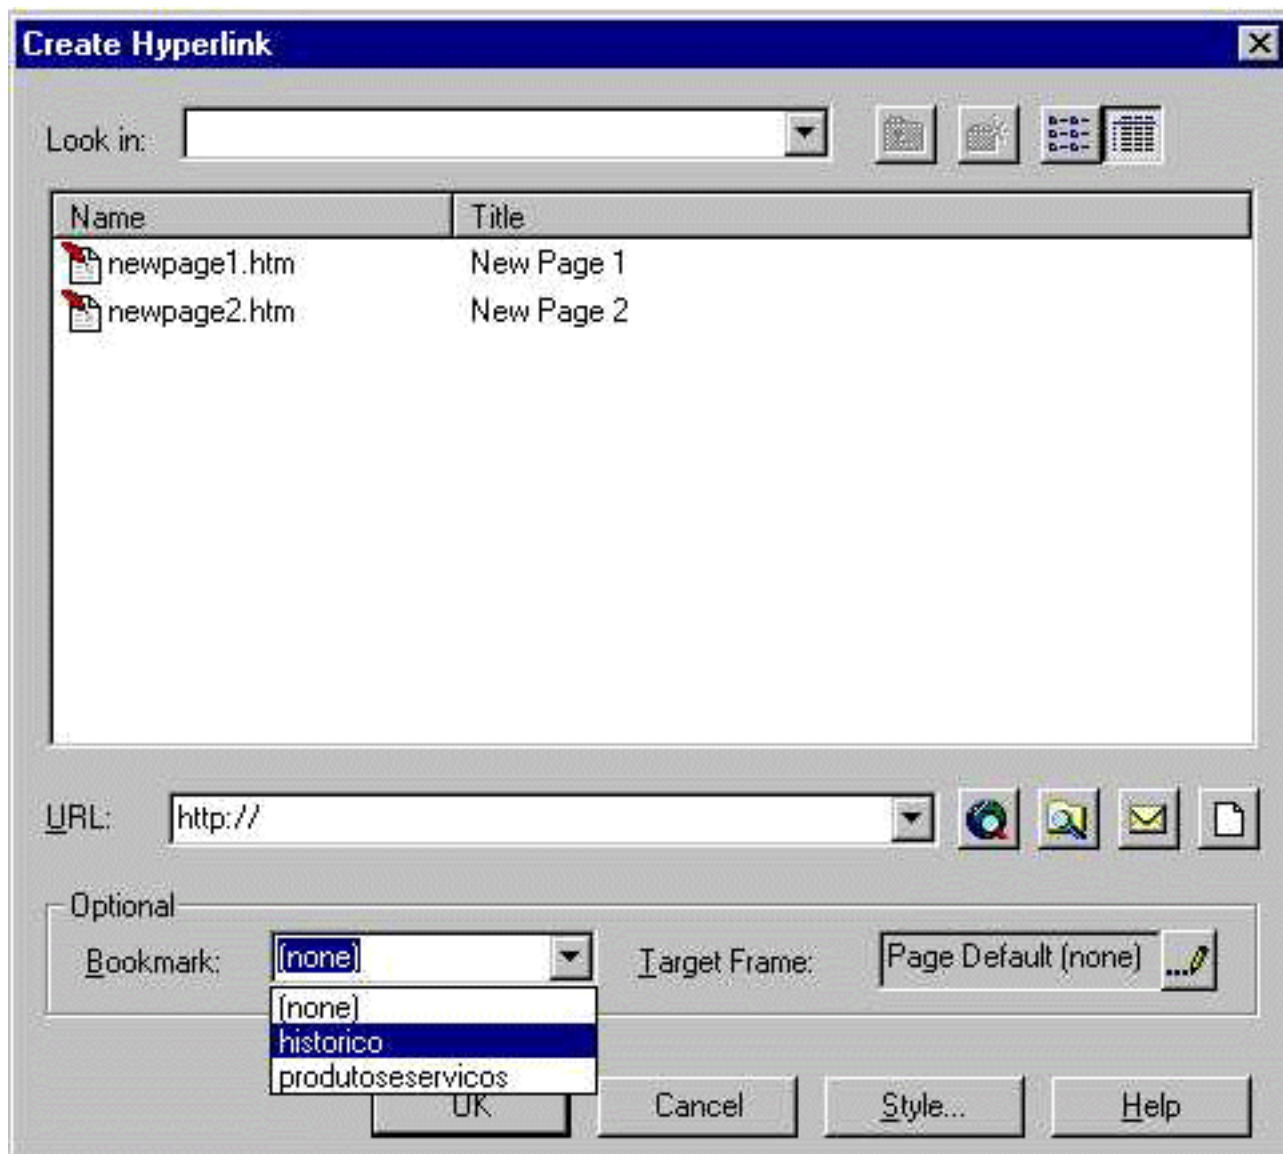 Create Hyperlink
Look in:
Name Title
newpage1.htm New Page 1
newpage2.htm New Page 2
URL: http://
Optional
Bookmark: (none) Target Frame: Page Default (none)
(none)
historico
produtoseservicos
OK Cancel Style... Help